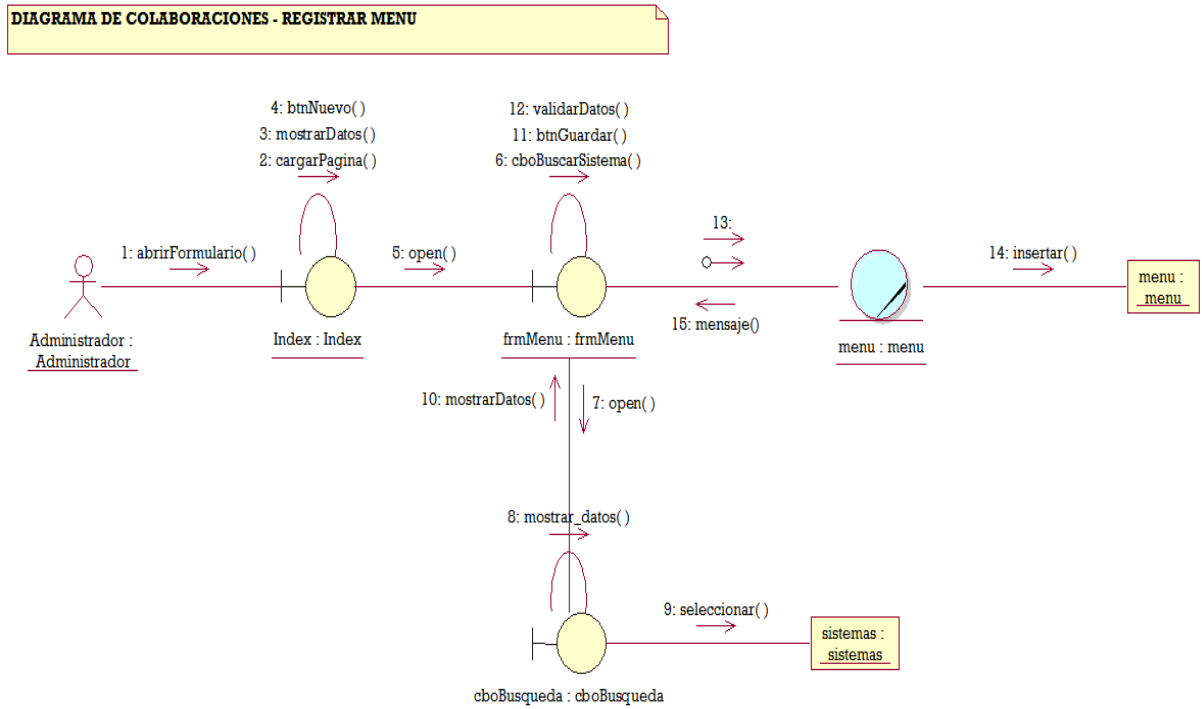 DIAGRAMA DE COLABORACIONES - REGISTRAR MENU
4: btnNuevo( )
3: mostrarDatos( )
2: cargarPagina( )
12: validarDatos( )
11: btnGuardar( )
6: cboBuscarSistema( )
1: abrirFormulario( )
5: open( )
13:
14: insertar( )
15: mensaje()
Administrador :
Administrador
Index : Index
frmMenu : frmMenu
menu : menu
menu :
menu
10: mostrarDatos( )
7: open( )
8: mostrar_datos( )
9: seleccionar( )
sistemas :
sistemas
cboBusqueda : cboBusqueda